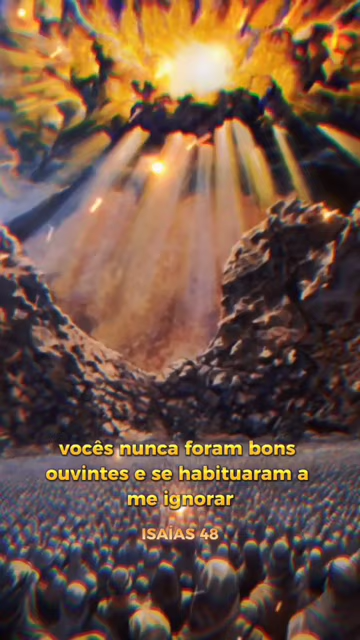 vocês nunca foram bons
ouvintes e se habituaram a
me ignorar
ISAÍAS 48